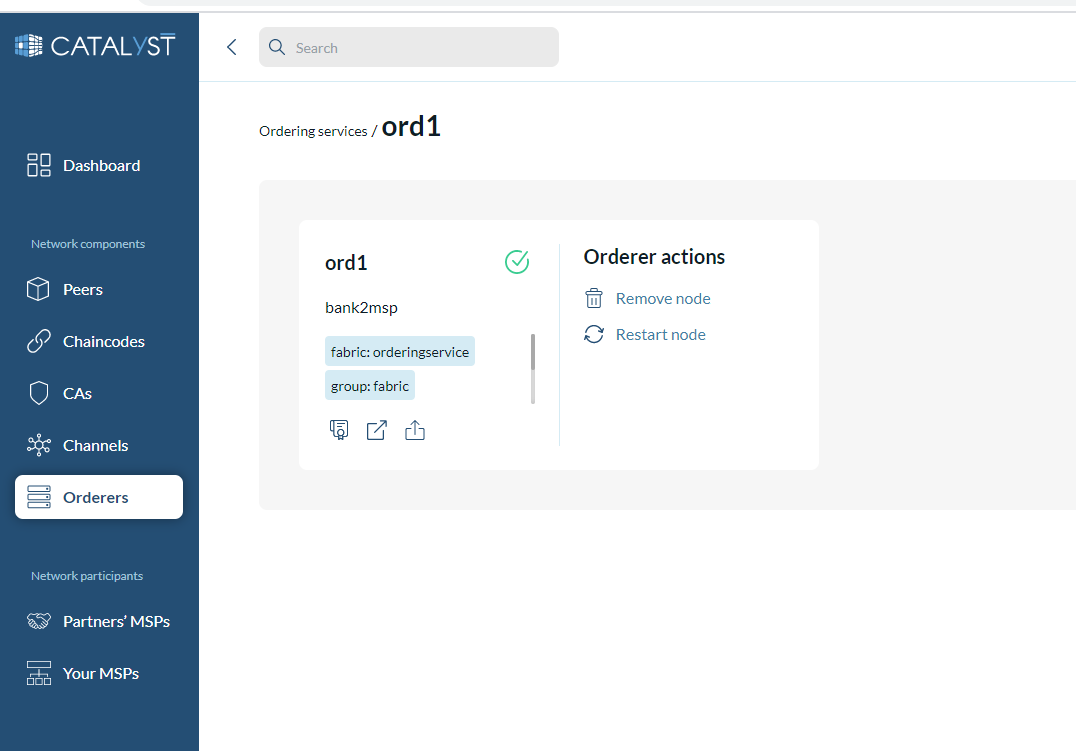 CATALYST
Search
Ordering services / ord1
Dashboard
Network components
Peers
Chaincodes
CAs
Channels
Orderers
Network participants
Partners’ MSPs
Your MSPs
ord1
bank2msp
fabric: orderingservice
group: fabric
Orderer actions
Remove node
Restart node